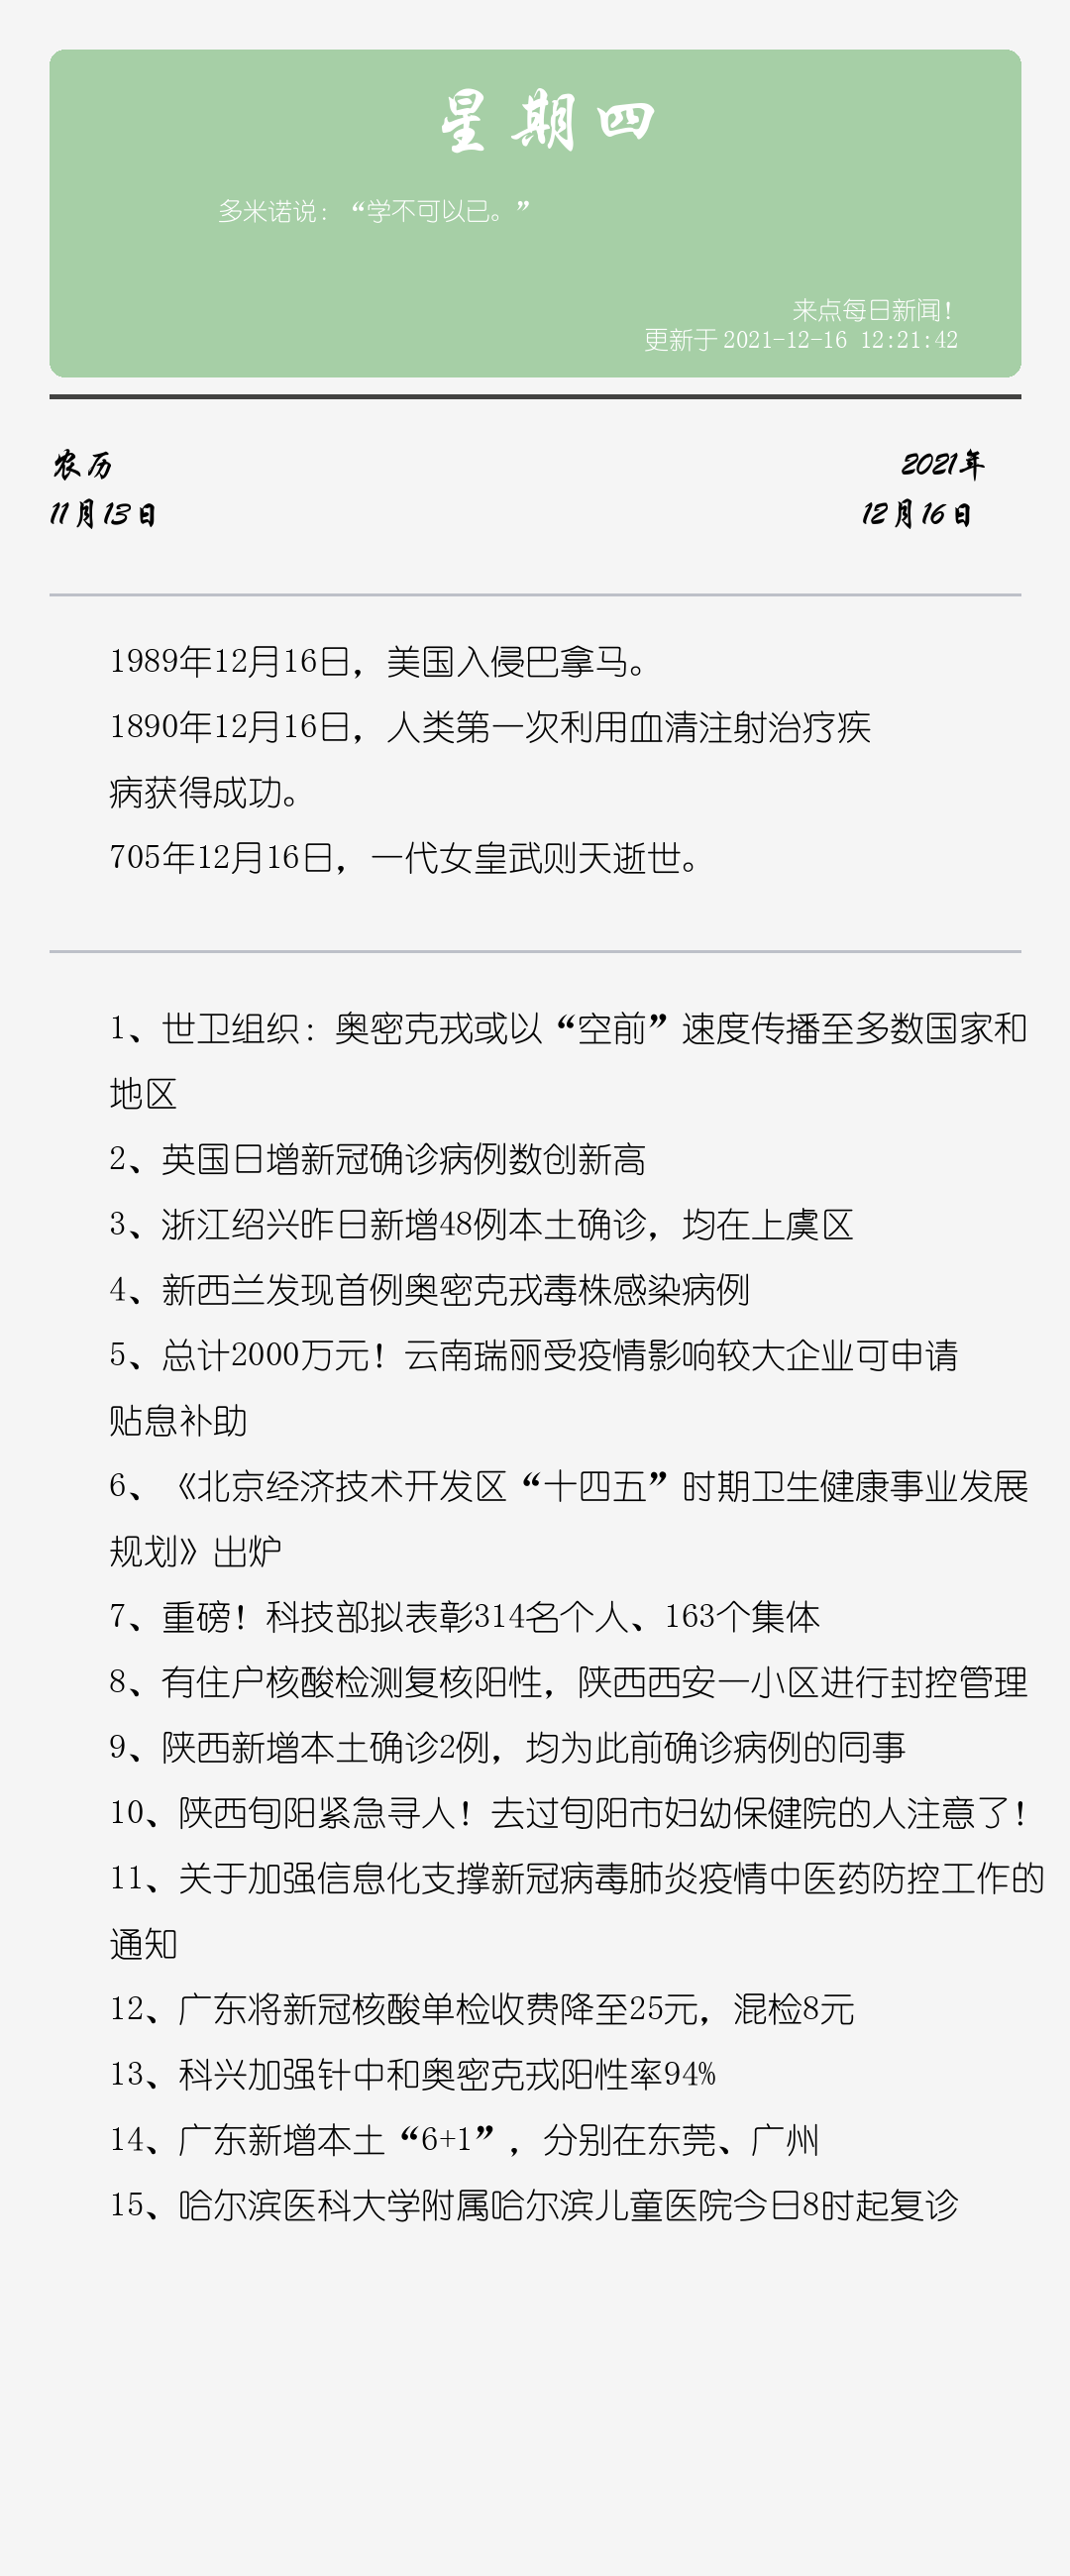 星期四
多米诺说：“学不可以已。”
来点每日新闻！
更新于2021-12-16 12:21:42
农历
2021年
11月13日
12月16日
1989年12月16日，美国入侵巴拿马。
1890年12月16日，人类第一次利用血清注射治疗疾
病获得成功。
705年12月16日，一代女皇武则天逝世。
1、世卫组织：奥密克戎或以“空前”速度传播至多数国家和
地区
2、英国日增新冠确诊病例数创新高
3、浙江绍兴昨日新增48例本土确诊，均在上虞区
4、新西兰发现首例奥密克戎毒株感染病例
5、总计2000万元！云南瑞丽受疫情影响较大企业可申请
贴息补助
6、《北京经济技术开发区“十四五”时期卫生健康事业发展
规划》出炉
7、重磅！科技部拟表彰314名个人、163个集体
8、有住户核酸检测复核阳性，陕西西安一小区进行封控管理
9、陕西新增本土确诊2例，均为此前确诊病例的同事
10、陕西旬阳紧急寻人！去过旬阳市妇幼保健院的人注意了！
11、关于加强信息化支撑新冠病毒肺炎疫情中医药防控工作的
通知
12、广东将新冠核酸单检收费降至25元，混检8元
13、科兴加强针中和奥密克戎阳性率94%
14、广东新增本土“6+1”，分别在东莞、广州
15、哈尔滨医科大学附属哈尔滨儿童医院今日8时起复诊